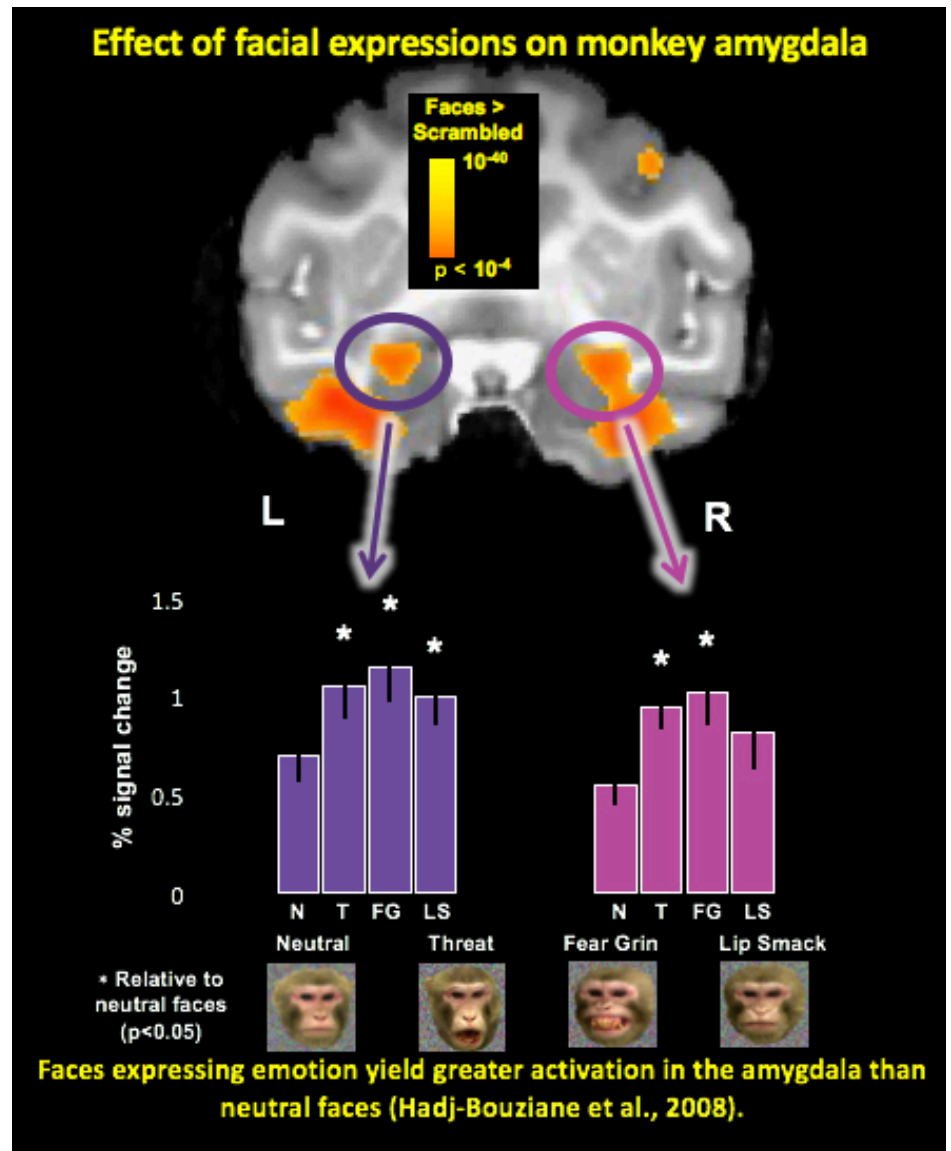 Effect of facial expressions on monkey amygdala
Faces >
Scrambled
10⁻⁴⁰
p < 10⁻⁴
L
R
% signal change
1.5
1
0.5
0
*
*
*
*
*
N T FG LS
N T FG LS
Neutral Threat Fear Grin Lip Smack
* Relative to
neutral faces
(p<0.05)
Faces expressing emotion yield greater activation in the amygdala than
neutral faces (Hadj-Bouziane et al., 2008).